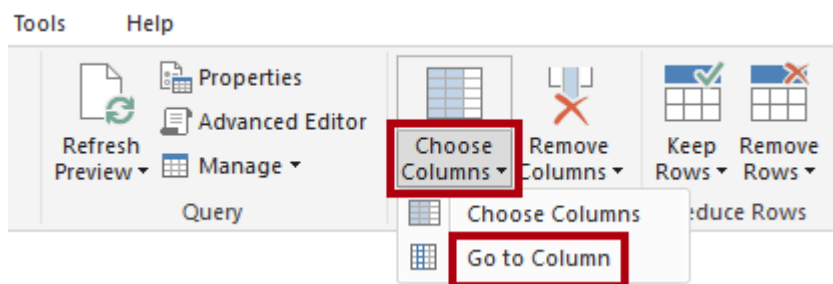 Tools Help
Properties
Advanced Editor
Refresh
Preview
Manage
Query
Choose
Columns
Remove
Columns
Keep
Rows
Remove
Rows
Choose Columns
Go to Column
educe Rows